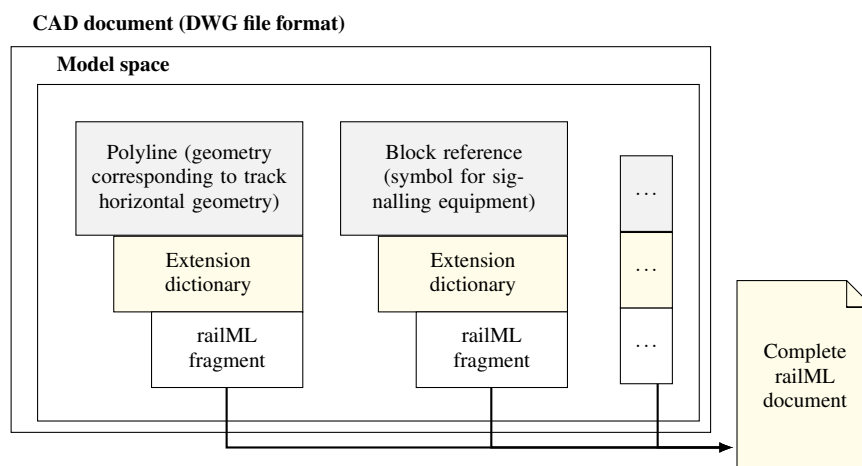 CAD document (DWG file format)
Model space
Polyline (geometry
corresponding to track
horizontal geometry)
Extension
dictionary
railML
fragment
Block reference
(symbol for sig-
nalling equipment)
Extension
dictionary
railML
fragment
...
...
...
Complete
railML
document